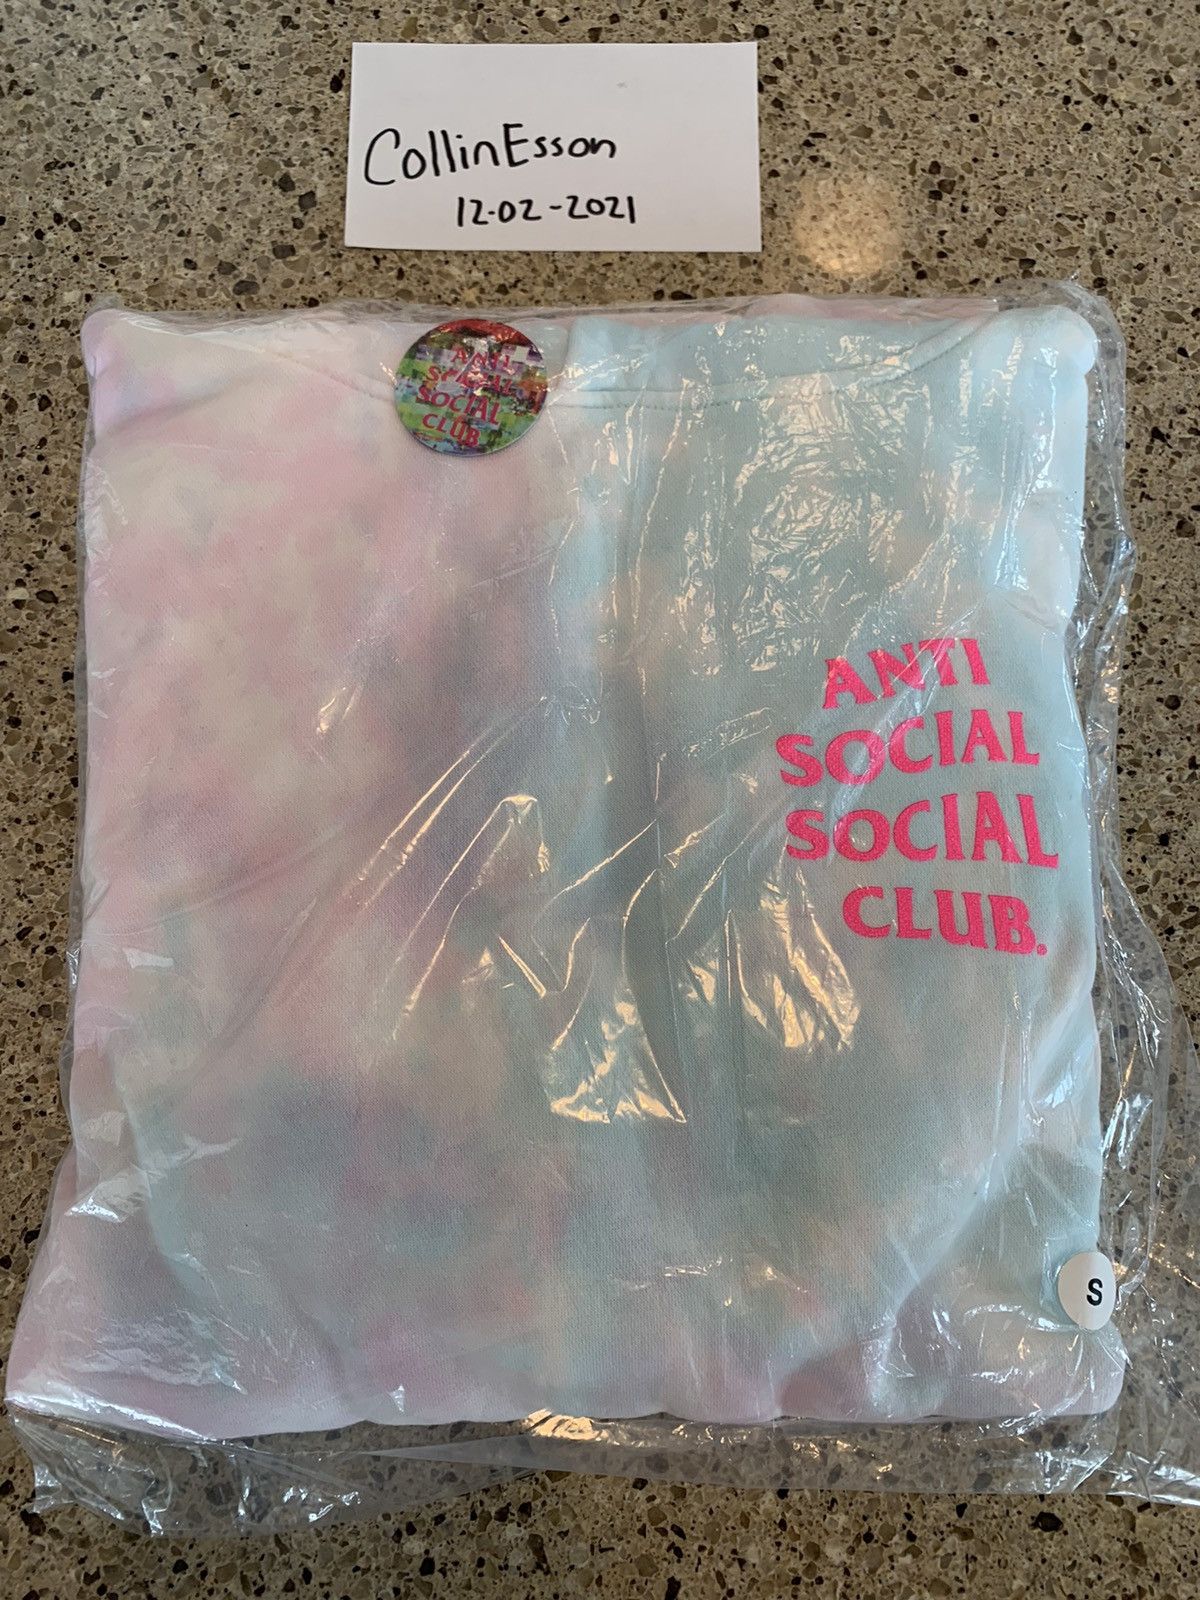 CollinEsson
12-02-2021
ANTI
SOCIAL
SOCIAL
CLUB
ANTI
SOCIAL
SOCIAL
CLUB.
S